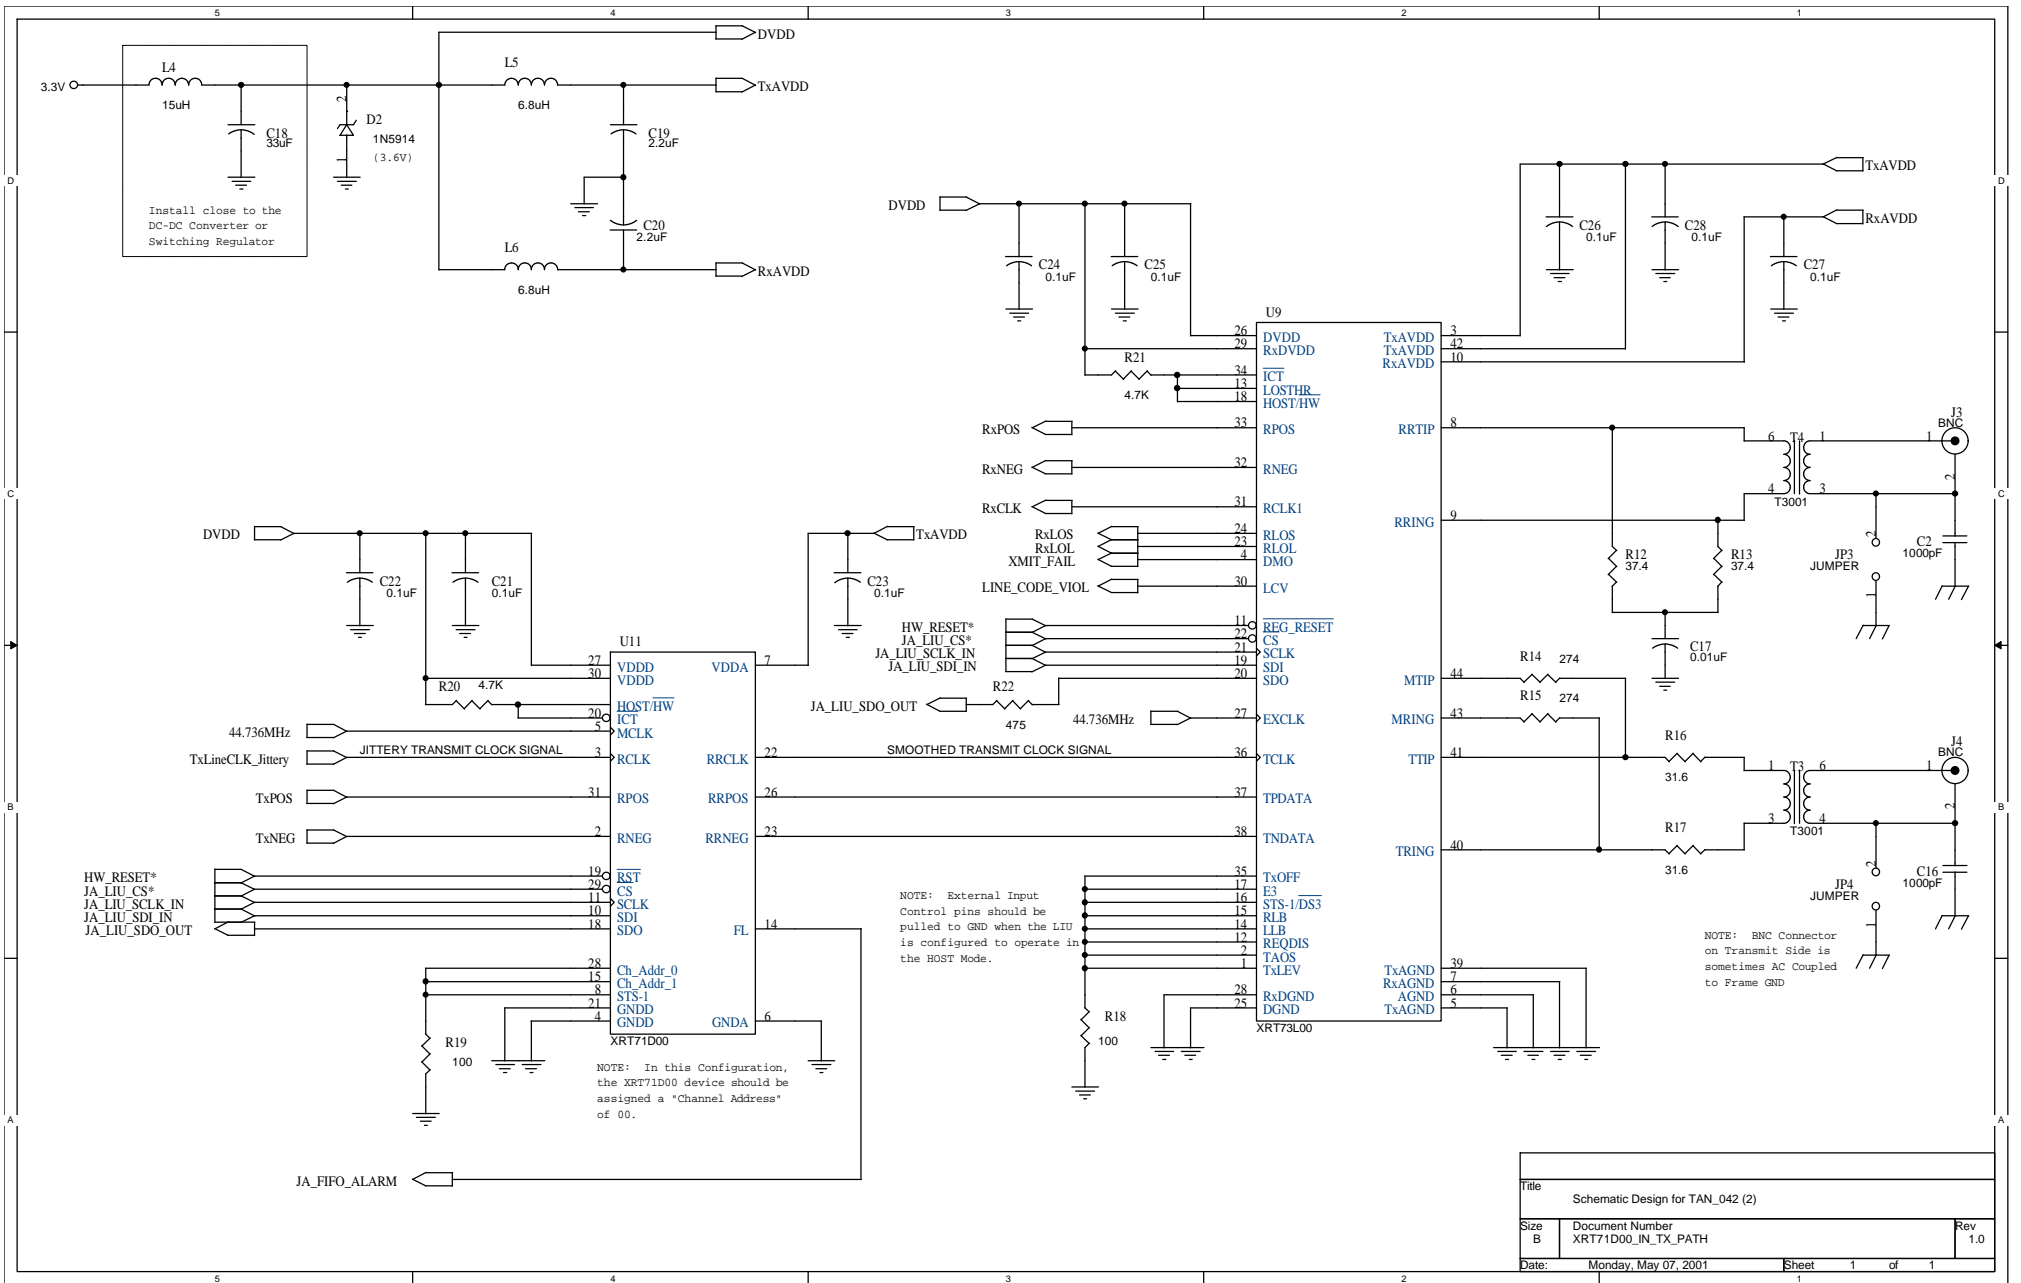 5 4 3 2 1
DVDD
L4
L5
3.3V
TxAVDD
15uH
6.8uH
2
D2
C18
33uF
1N5914
(3.6V)
1
C19
2.2uF
TxAVDD
D D
Install close to the
DC-DC Converter or
Switching Regulator
DVDD
C20
2.2uF
RxAVDD
C26
0.1uF
C28
0.1uF
L6
C24
0.1uF
C25
0.1uF
C27
0.1uF
RxAVDD
6.8uH
U9
26 DVDD TxAVDD 3
29 RxDVDD TxAVDD 42
RxAVDD 10
R21
4.7K
34 ICT
13 LOSTHR
18 HOST/HW
RxPOS 33 RPOS RRTIP 8
6 T4 1 1
J3
BNC
2
RxNEG 32 RNEG
4 3
T3001
C C
RxCLK 31 RCLK1
RRING 9
DVDD
TxAVDD
RxLOS 24 RLOS
RxLOL 23 RLOL
XMIT_FAIL 4 DMO
R12
37.4
R13
37.4
2
JP3
JUMPER
1
C2
1000pF
C22
0.1uF
C21
0.1uF
C23
0.1uF
LINE_CODE_VIOL 30 LCV
HW_RESET* 11 REG_RESET
JA_LIU_CS* 22 CS
JA_LIU_SCLK_IN 21 SCLK
JA_LIU_SDI_IN 19 SDI
20 SDO
C17
0.01uF
U11
27 VDDD VDDA 7
30 VDDD
R14 274
MTIP 44
R20 4.7K
HOST/HW
20 ICT
5 MCLK
JA_LIU_SDO_OUT
R22
475
R15 274
MRING 43
44.736MHz
44.736MHz 27 EXCLK
TxLineCLK_Jittery
JITTERY TRANSMIT CLOCK SIGNAL
3 RCLK RRCLK 22
SMOOTHED TRANSMIT CLOCK SIGNAL
36 TCLK TTIP 41
R16
31.6
1 T3 6 1
J4
BNC
2
TxPOS 31 RPOS RRPOS 26
37 TPDATA
3 4
T3001
B B
TxNEG 2 RNEG RRNEG 23
38 TNDATA
TRING 40
R17
31.6
HW_RESET* 19 RST
JA_LIU_CS* 29 CS
JA_LIU_SCLK_IN 11 SCLK
JA_LIU_SDI_IN 10 SDI
JA_LIU_SDO_OUT 18 SDO
FL 14
NOTE: External Input
Control pins should be
pulled to GND when the LIU
is configured to operate in
the HOST Mode.
35 TxOFF
17 E3
16 STS-1/DS3
15 RLB
14 LLB
12 REQDIS
2 TAOS
1 TxLEV
2
JP4
JUMPER
1
C16
1000pF
NOTE: BNC Connector
on Transmit Side is
sometimes AC Coupled
to Frame GND
28 Ch_Addr_0
15 Ch_Addr_1
8 STS-1
21 GNDD
4 GNDD
GNDA 6
XRT71D00
28 RxDGND
25 DGND
TxAGND 39
RxAGND 7
AGND 6
TxAGND 5
XRT73L00
R18
100
R19
100
NOTE: In this Configuration,
the XRT71D00 device should be
assigned a "Channel Address"
of 00.
A A
JA_FIFO_ALARM
Title
Schematic Design for TAN_042 (2)
Size Document Number Rev
B XRT71D00_IN_TX_PATH 1.0
Date: Monday, May 07, 2001 Sheet 1 of 1
5 4 3 2 1